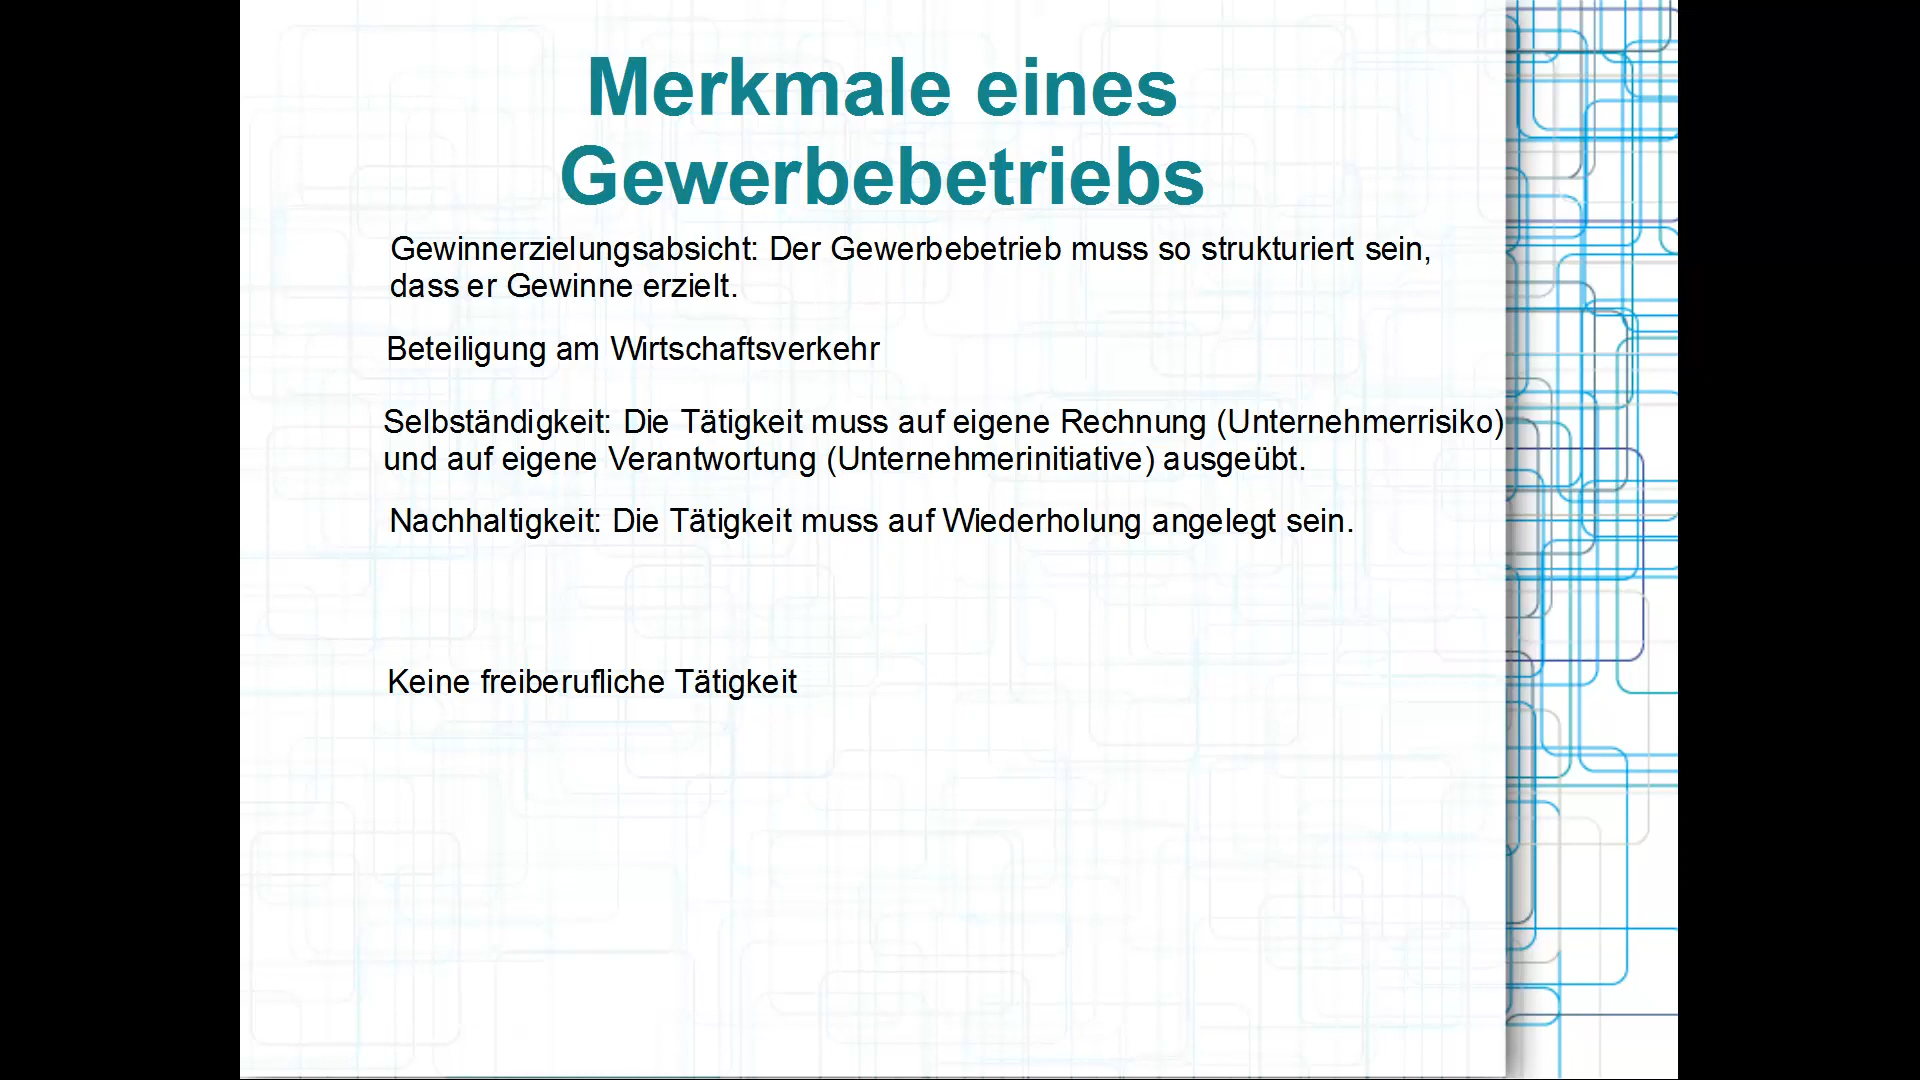 Merkmale eines
Gewerbebetriebs
Gewinnerzielungsabsicht: Der Gewerbebetrieb muss so strukturiert sein,
dass er Gewinne erzielt.
Beteiligung am Wirtschaftsverkehr
Selbständigkeit: Die Tätigkeit muss auf eigene Rechnung (Unternehmerrisiko)
und auf eigene Verantwortung (Unternehmerinitiative) ausgeübt.
Nachhaltigkeit: Die Tätigkeit muss auf Wiederholung angelegt sein.
Keine freiberufliche Tätigkeit